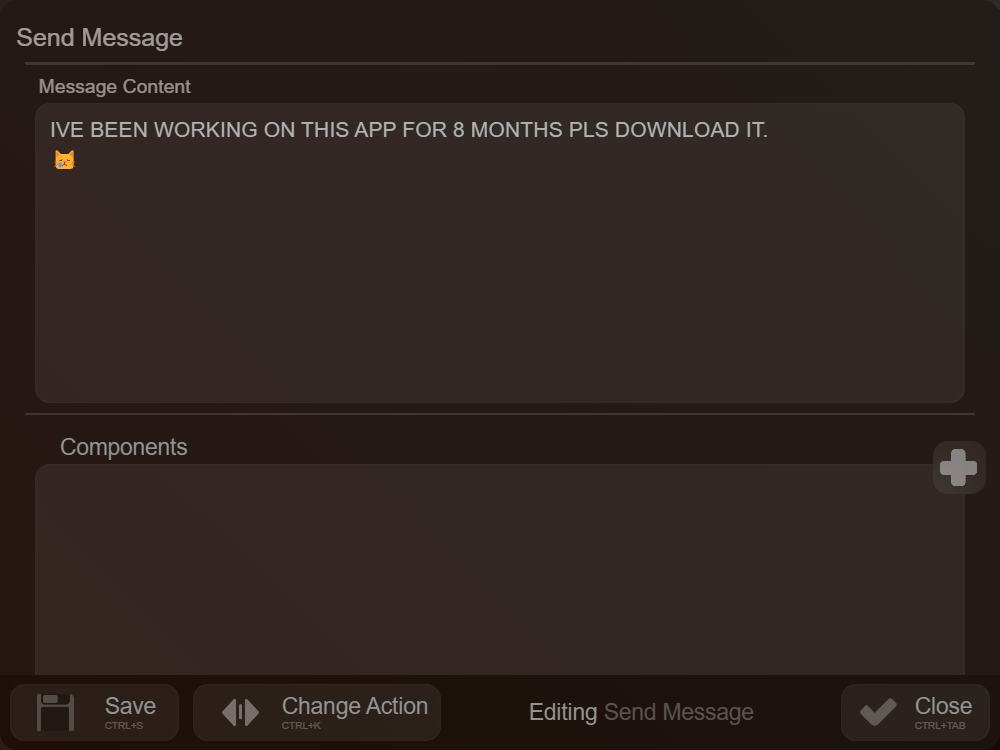 Send Message
Message Content
IVE BEEN WORKING ON THIS APP FOR 8 MONTHS PLS DOWNLOAD IT.
😿
Components
Save
CTRL+S
Change Action
CTRL+K
Editing Send Message
Close
CTRL+TAB